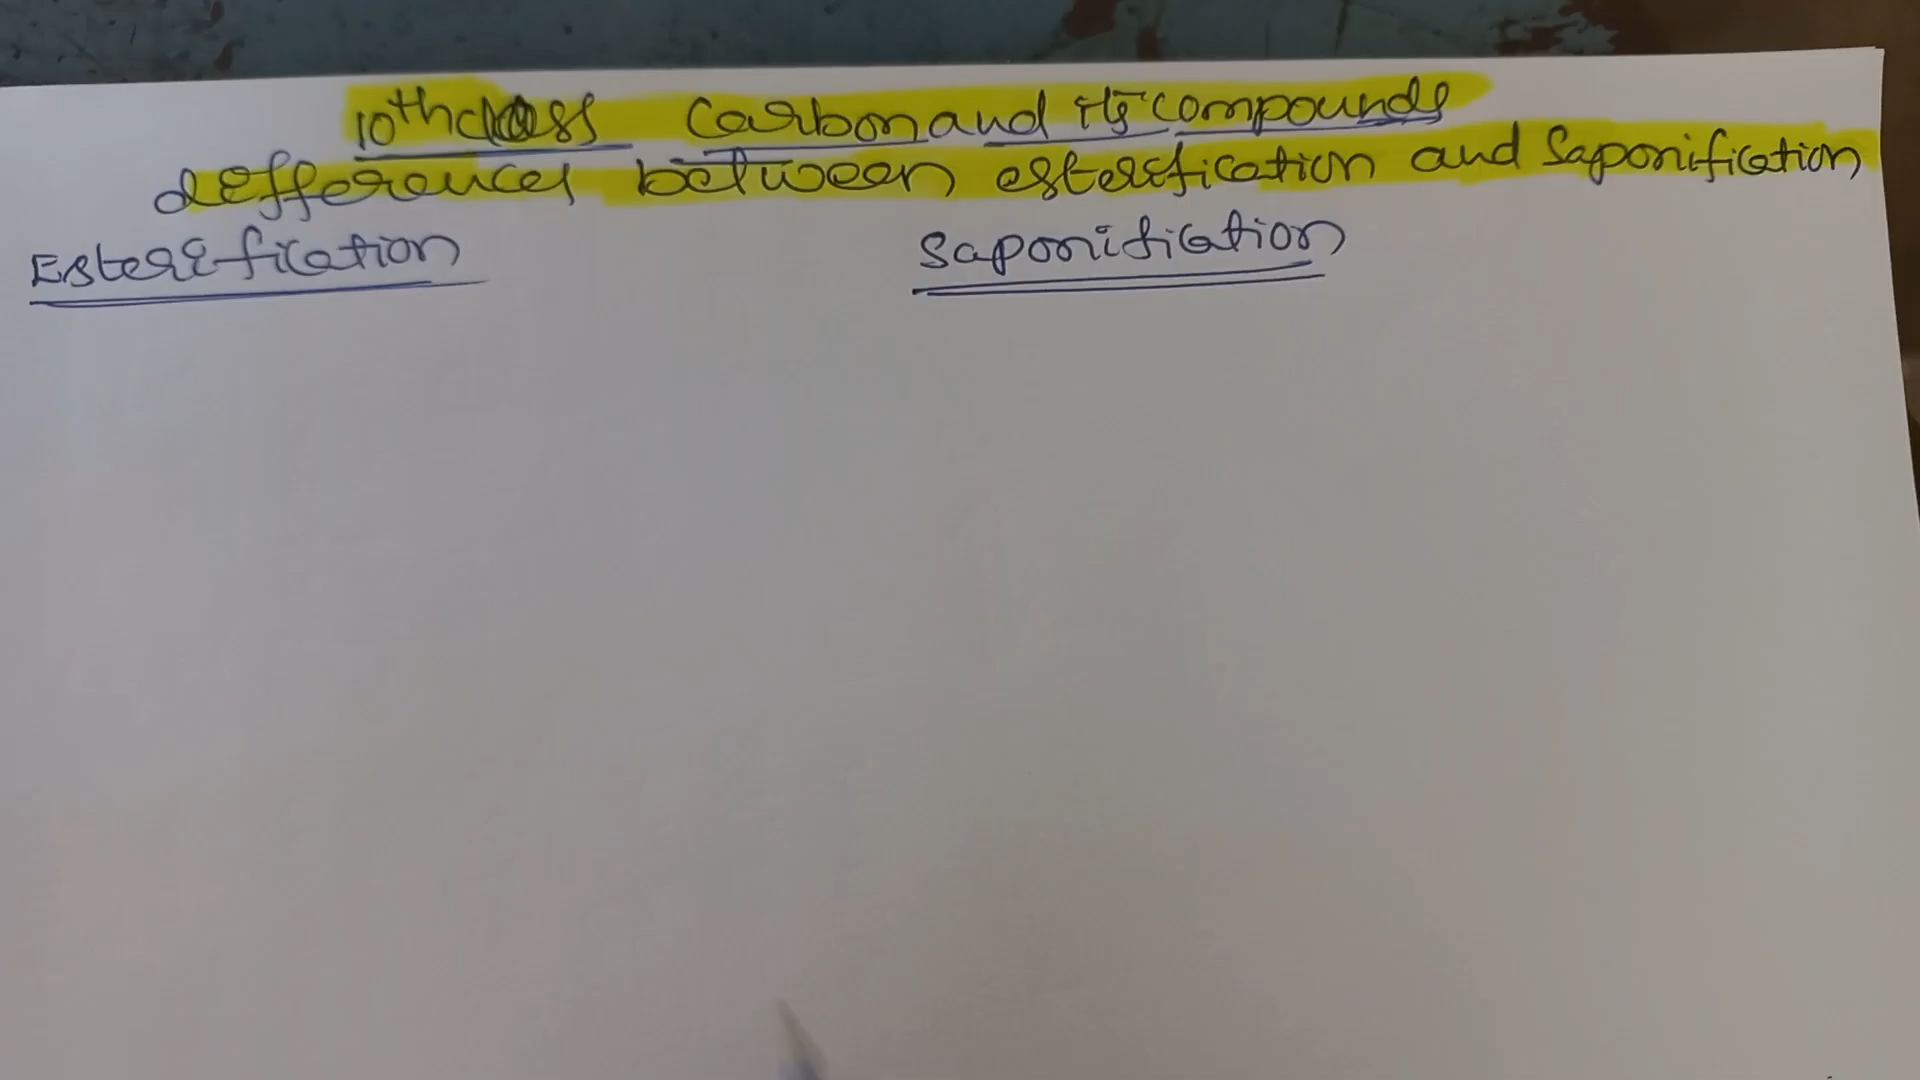 10th class Carbon and its compounds
defferences between esterification and Saponification
Esterification
Saponification